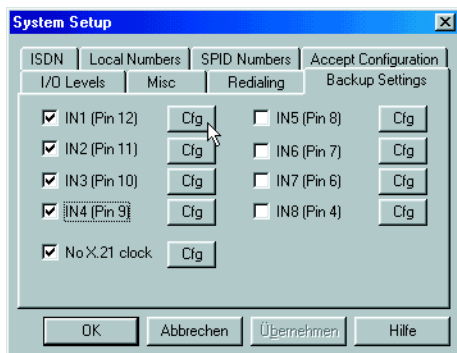 System Setup
ISDN Local Numbers SPID Numbers Accept Configuration
I/O Levels Misc Redialing Backup Settings
IN1 (Pin 12) Cfg IN5 (Pin 8) Cfg
IN2 (Pin 11) Cfg IN6 (Pin 7) Cfg
IN3 (Pin 10) Cfg IN7 (Pin 6) Cfg
IN4 (Pin 9) Cfg IN8 (Pin 4) Cfg
No X.21 clock Cfg
OK Abbrechen Übernehmen Hilfe